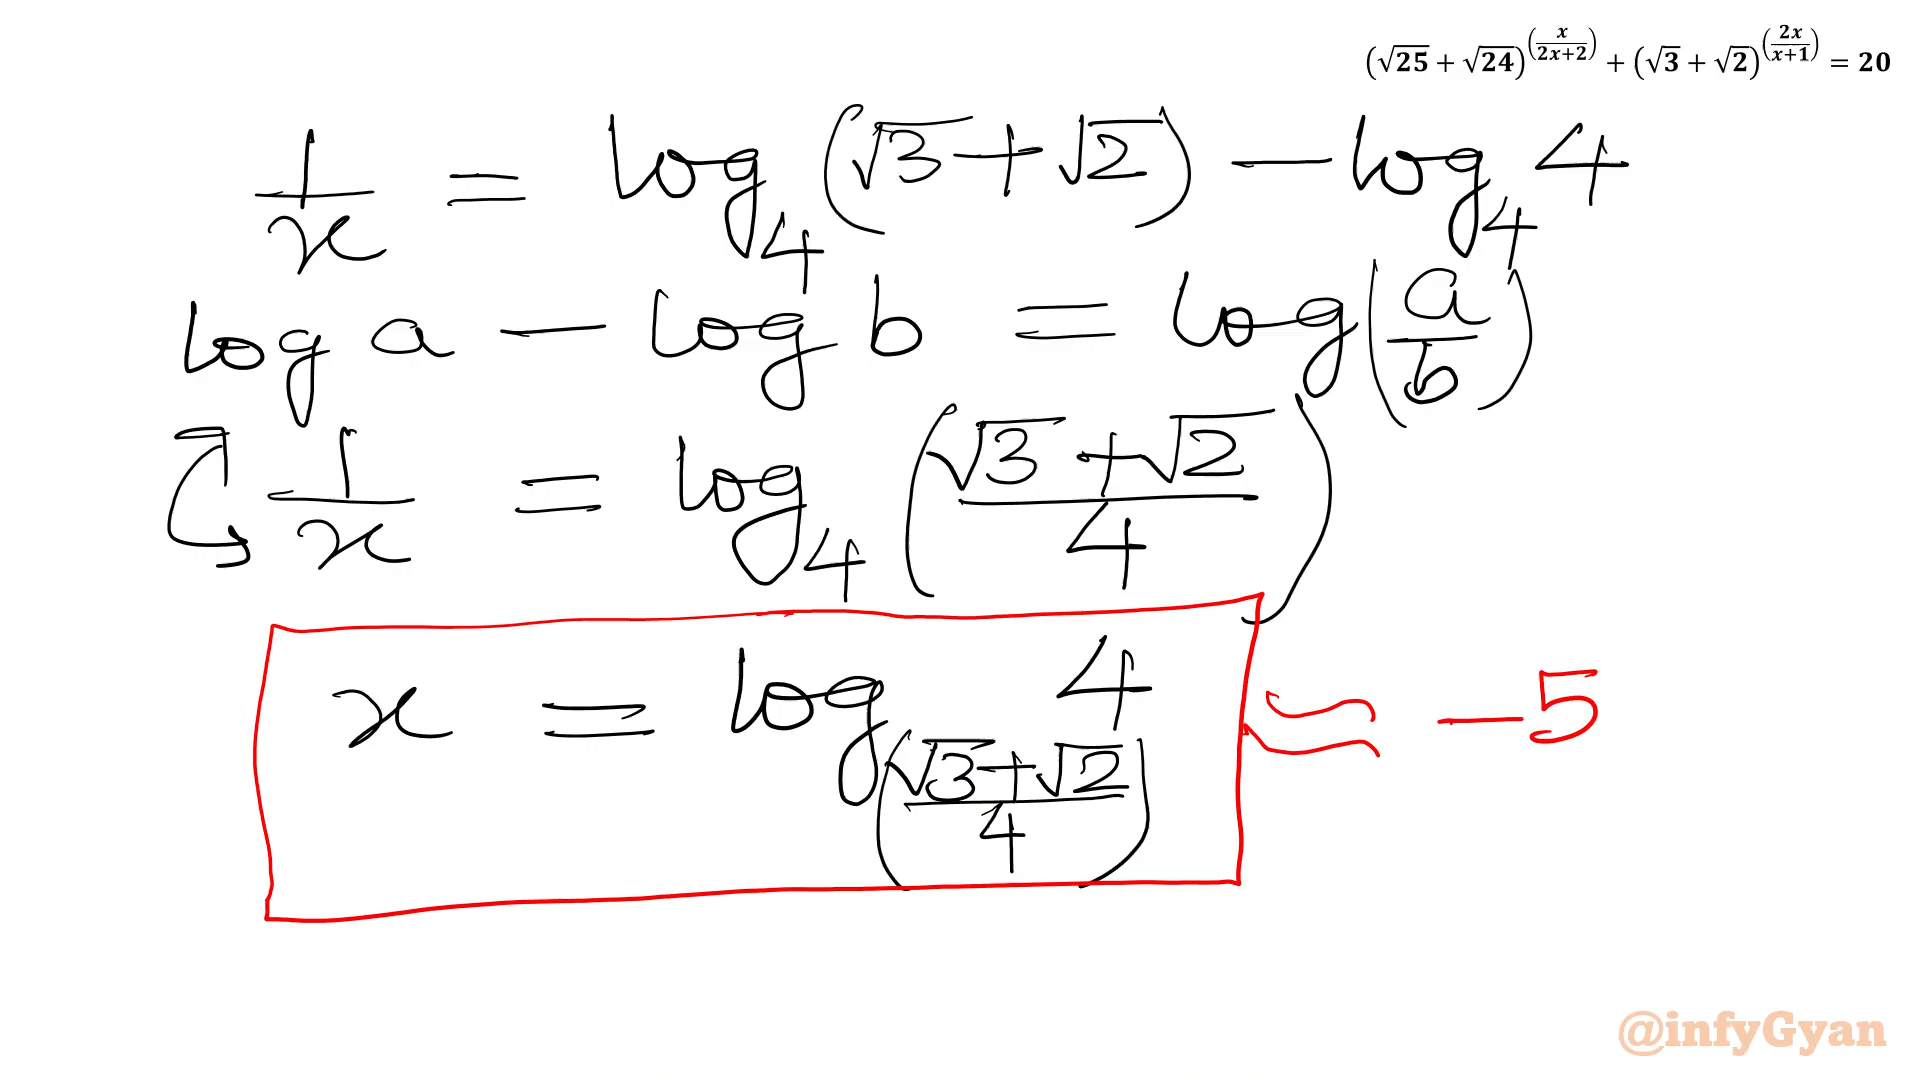 (√25 + √24)^(x/(2x+2)) + (√3 + √2)^(2x/(x+1)) = 20
1/x = log₄(√3 + √2) − log₄ 4
log a − log b = log(a/b)
1/x = log₄((√3 + √2)/4)
x = log_((√3 + √2)/4) 4 ≈ −5
@infyGyan